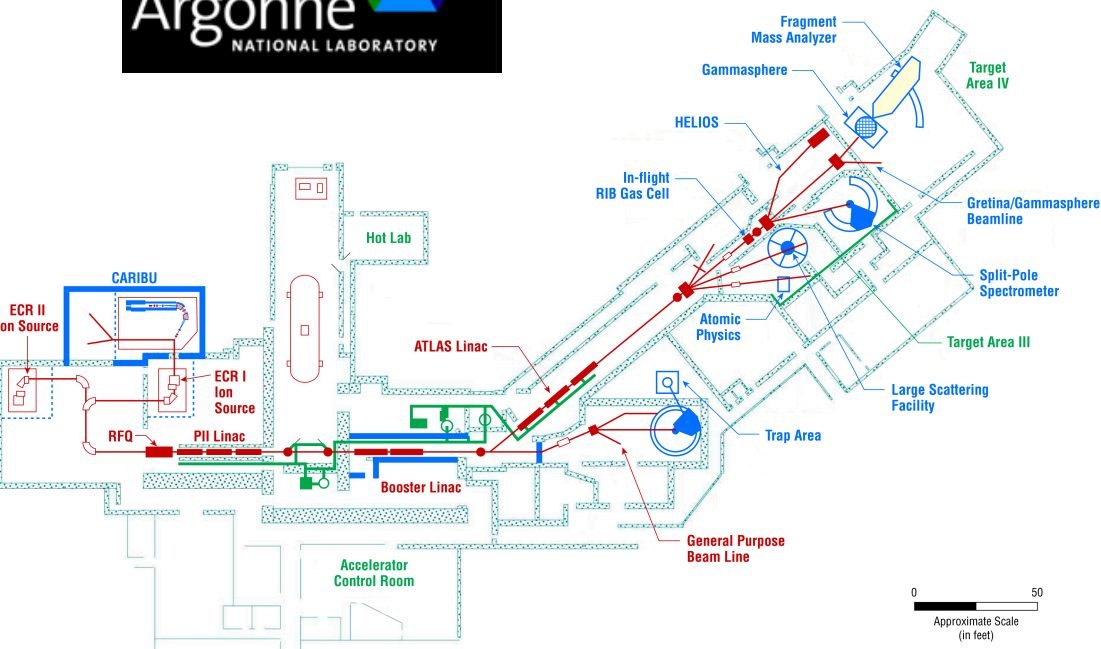 Argonne
NATIONAL LABORATORY
Fragment
Mass Analyzer
Gammasphere
Target
Area IV
HELIOS
In-flight
RIB Gas Cell
Gretina/Gammasphere
Beamline
Hot Lab
CARIBU
Split-Pole
Spectrometer
ECR II
on Source
Atomic
Physics
ATLAS Linac
Target Area III
ECR I
Ion
Source
Large Scattering
Facility
RFQ
PII Linac
Trap Area
Booster Linac
General Purpose
Beam Line
Accelerator
Control Room
0
50
Approximate Scale
(in feet)